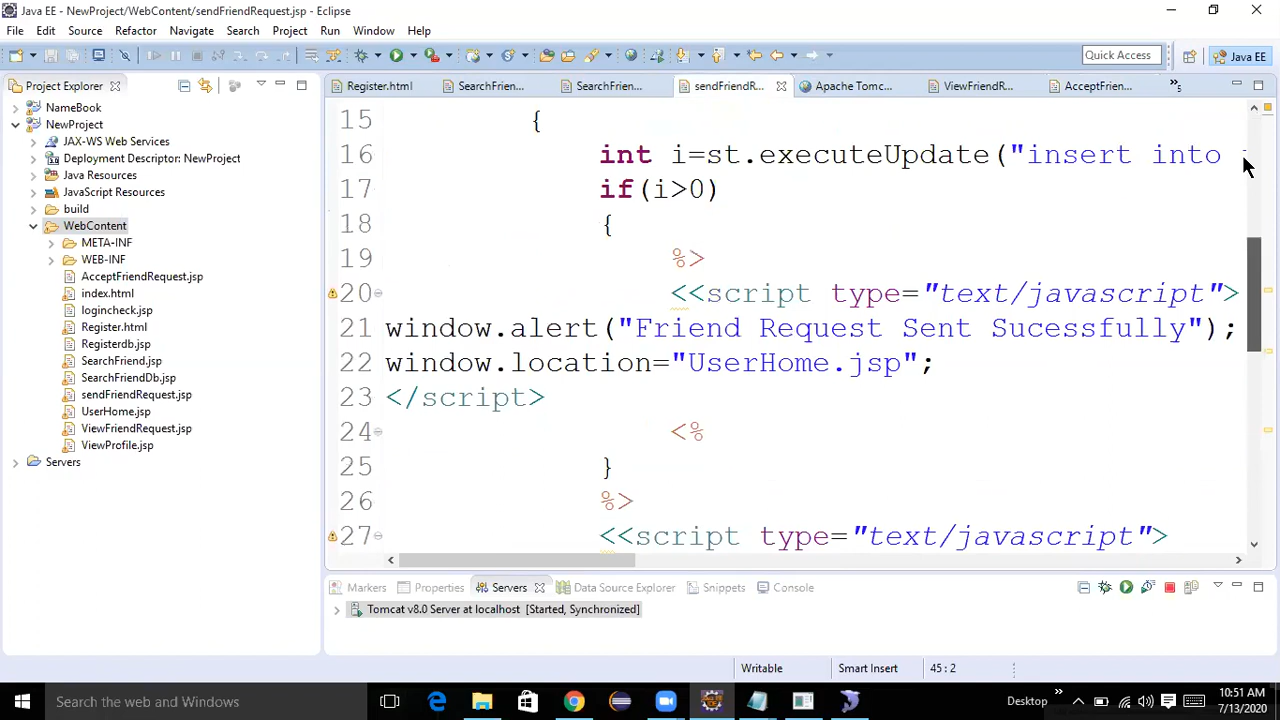 Java EE - NewProject/WebContent/sendFriendRequest.jsp - Eclipse
File Edit Source Refactor Navigate Search Project Run Window Help
Quick Access Java EE
Project Explorer
NameBook
NewProject
JAX-WS Web Services
Deployment Descriptor: NewProject
Java Resources
JavaScript Resources
build
WebContent
META-INF
WEB-INF
AcceptFriendRequest.jsp
index.html
logincheck.jsp
Register.html
Registerdb.jsp
SearchFriend.jsp
SearchFriendDb.jsp
sendFriendRequest.jsp
UserHome.jsp
ViewFriendRequest.jsp
ViewProfile.jsp
Servers
Register.html SearchFrien... SearchFrien... sendFriendR... Apache Tomc... ViewFriendR... AcceptFrien... »5
15 {
16 int i=st.executeUpdate("insert into
17 if(i>0)
18 {
19 %>
20 <<script type="text/javascript">
21 window.alert("Friend Request Sent Sucessfully");
22 window.location="UserHome.jsp";
23 </script>
24 <%
25 }
26 %>
27 <<script type="text/javascript">
Markers Properties Servers Data Source Explorer Snippets Console
Tomcat v8.0 Server at localhost [Started, Synchronized]
Writable Smart Insert 45 : 2
Search the web and Windows
Desktop
10:51 AM
7/13/2020